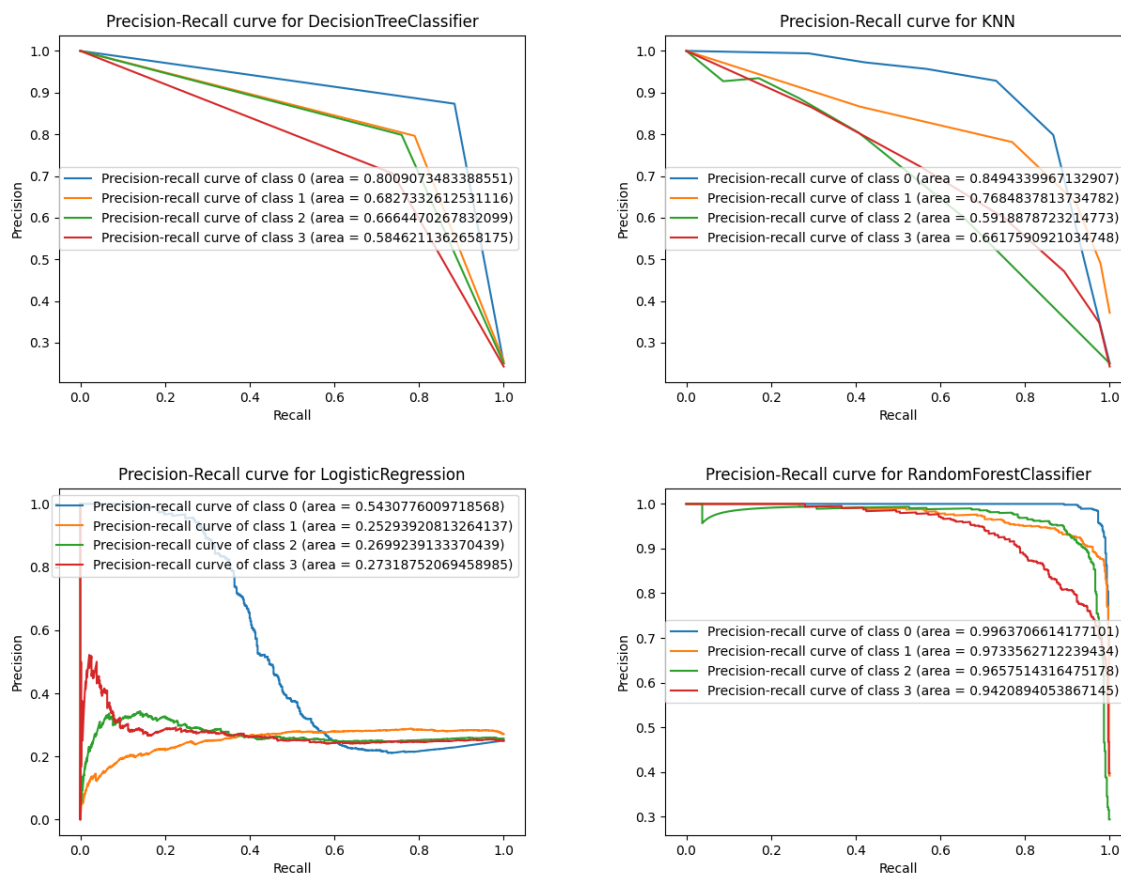 Precision-Recall curve for DecisionTreeClassifier
1.0
0.9
0.8
0.7
0.6
0.5
0.4
0.3
Precision
Precision-recall curve of class 0 (area = 0.8009073483388551)
Precision-recall curve of class 1 (area = 0.6827332612531116)
Precision-recall curve of class 2 (area = 0.6664470267832099)
Precision-recall curve of class 3 (area = 0.5846211362658175)
0.0 0.2 0.4 0.6 0.8 1.0
Recall
Precision-Recall curve for KNN
1.0
0.9
0.8
0.7
0.6
0.5
0.4
0.3
Precision
Precision-recall curve of class 0 (area = 0.8494339967132907)
Precision-recall curve of class 1 (area = 0.7684837813734782)
Precision-recall curve of class 2 (area = 0.5918878723214773)
Precision-recall curve of class 3 (area = 0.6617590921034748)
0.0 0.2 0.4 0.6 0.8 1.0
Recall
Precision-Recall curve for LogisticRegression
1.0
0.8
0.6
0.4
0.2
0.0
Precision
Precision-recall curve of class 0 (area = 0.5430776009718568)
Precision-recall curve of class 1 (area = 0.25293920813264137)
Precision-recall curve of class 2 (area = 0.2699239133370439)
Precision-recall curve of class 3 (area = 0.27318752069458985)
0.0 0.2 0.4 0.6 0.8 1.0
Recall
Precision-Recall curve for RandomForestClassifier
1.0
0.9
0.8
0.7
0.6
0.5
0.4
0.3
Precision
Precision-recall curve of class 0 (area = 0.9963706614177101)
Precision-recall curve of class 1 (area = 0.9733562712239434)
Precision-recall curve of class 2 (area = 0.9657514316475178)
Precision-recall curve of class 3 (area = 0.9420894053867145)
0.0 0.2 0.4 0.6 0.8 1.0
Recall